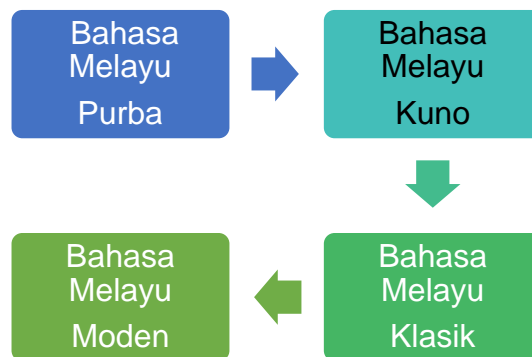 Bahasa
Melayu
Purba
Bahasa
Melayu
Kuno
Bahasa
Melayu
Klasik
Bahasa
Melayu
Moden